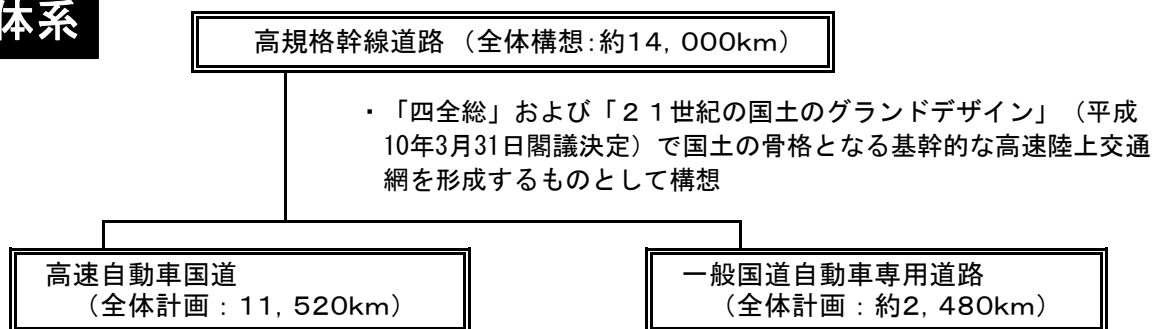 体系
高規格幹線道路（全体構想：約14，000km）
・「四全総」および「２１世紀の国土のグランドデザイン」（平成
10年3月31日閣議決定）で国土の骨格となる基幹的な高速陸上交通
網を形成するものとして構想
高速自動車国道
（全体計画：11，520km）
一般国道自動車専用道路
（全体計画：約2，480km）